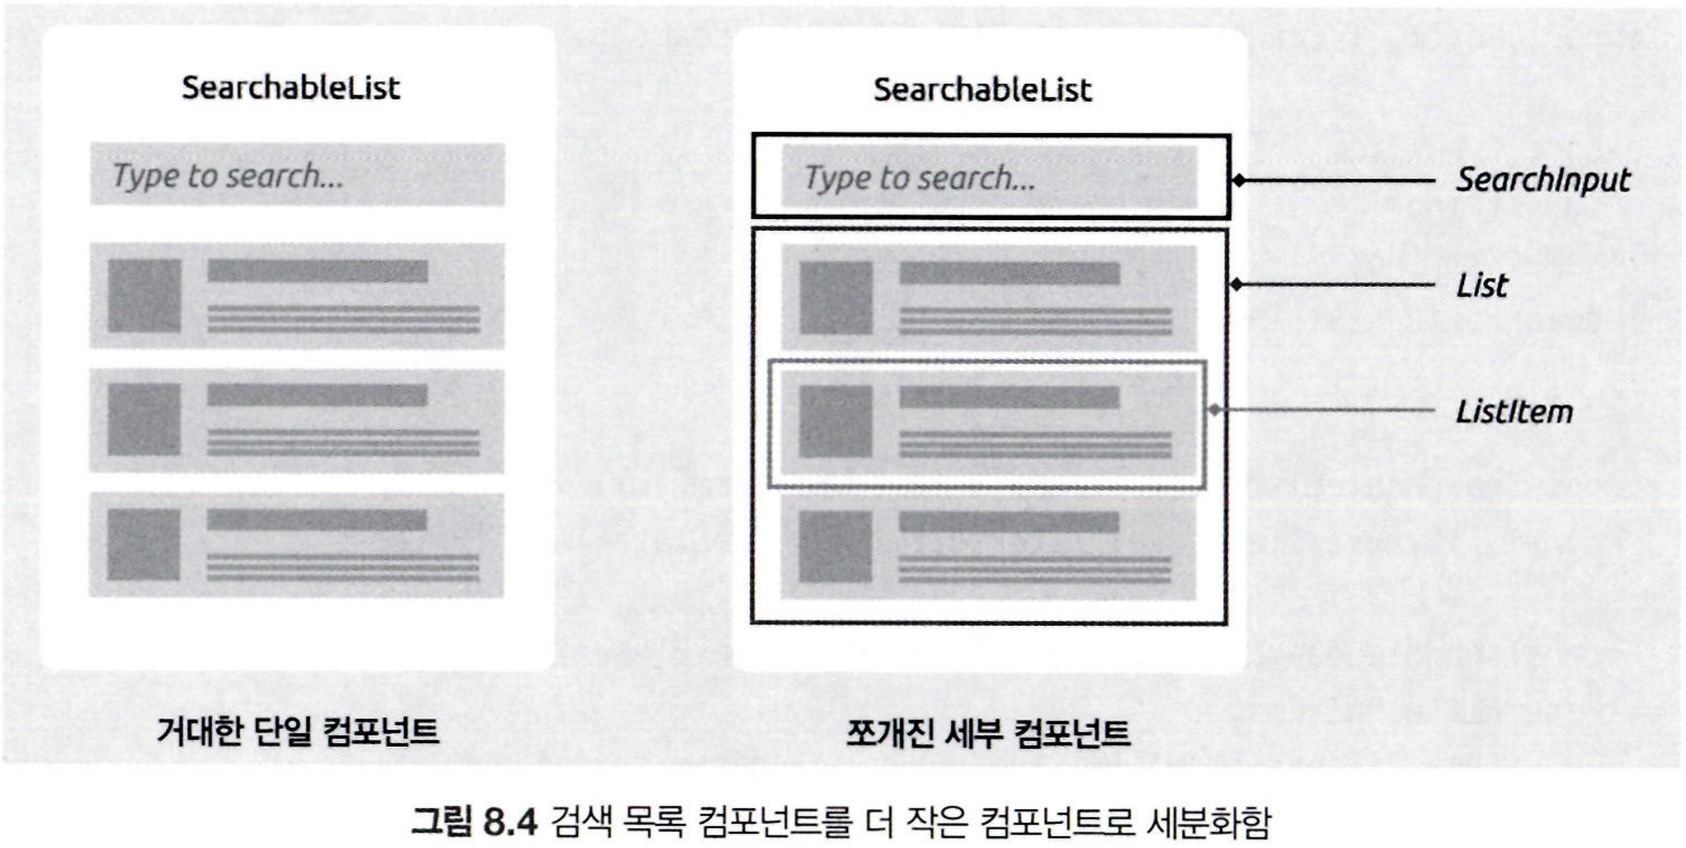 SearchableList
Type to search...
거대한 단일 컴포넌트
SearchableList
Type to search...
SearchInput
List
ListItem
쪼개진 세부 컴포넌트
그림 8.4 검색 목록 컴포넌트를 더 작은 컴포넌트로 세분화함